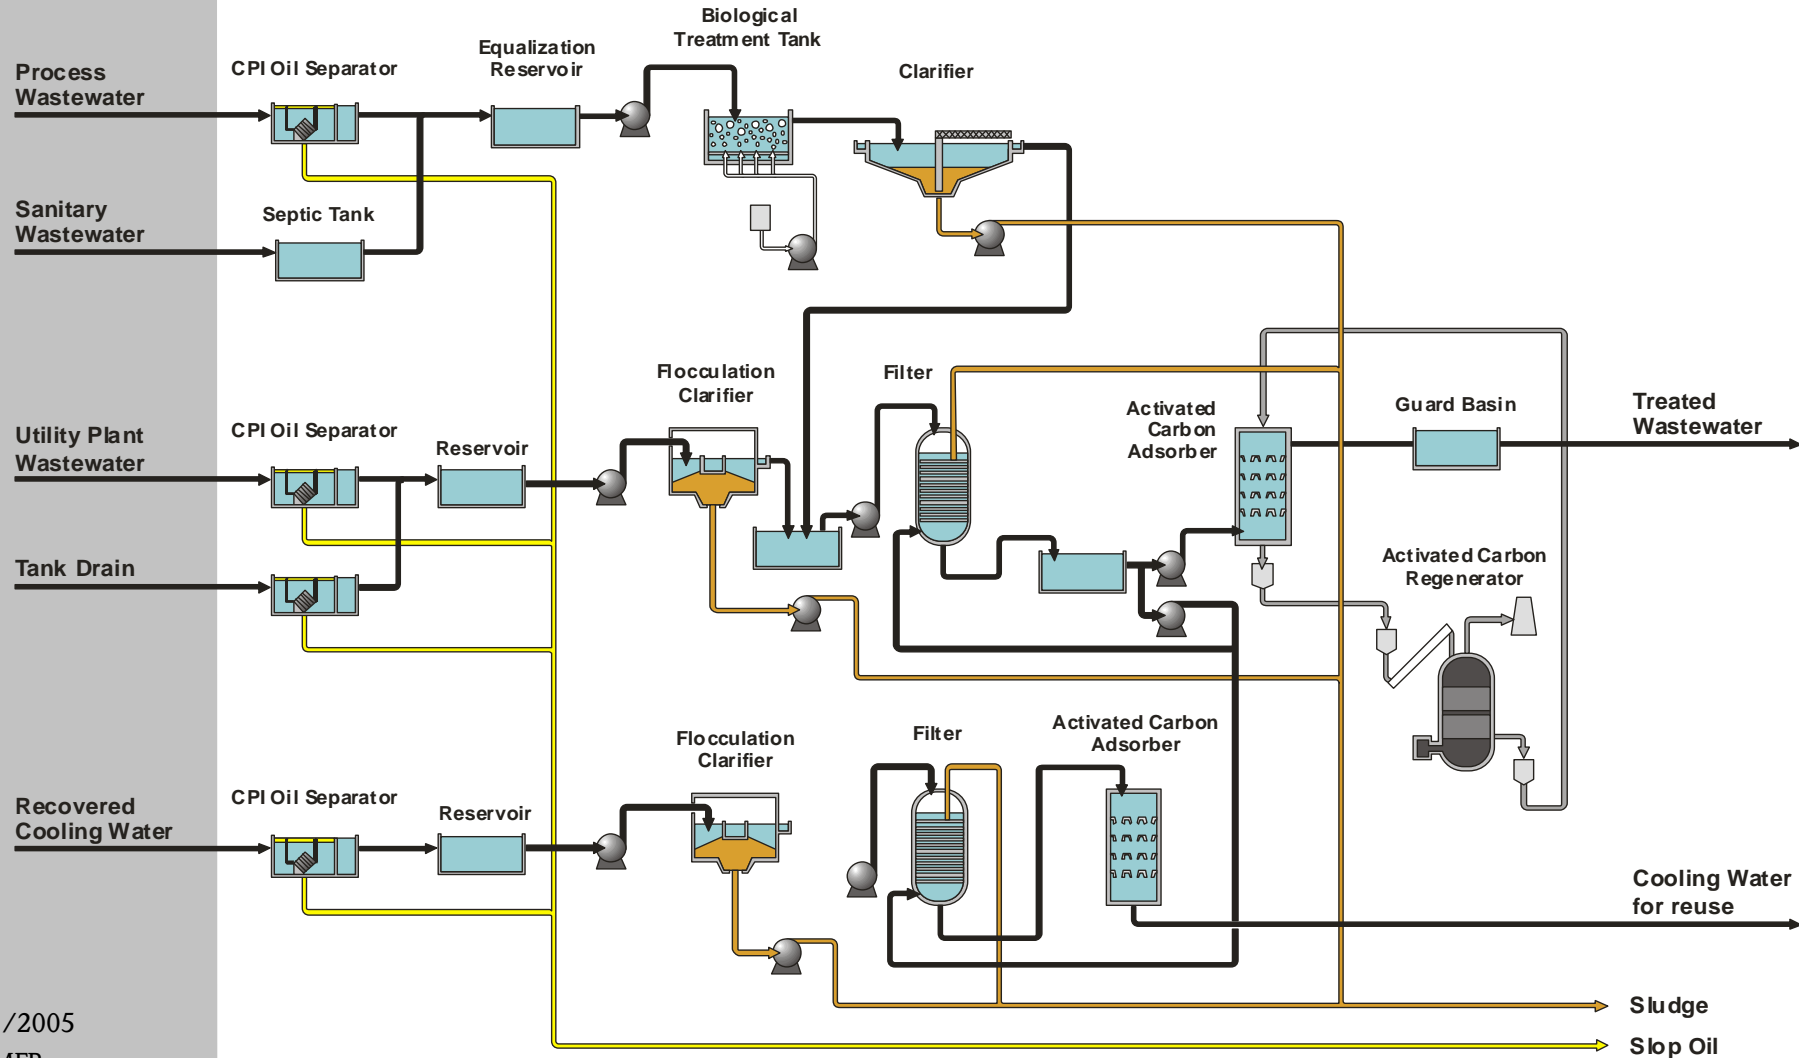 Biological
Treatment Tank
Equalization
Reservoir
CPI Oil Separator
Clarifier
Process
Wastewater
Sanitary
Wastewater
Septic Tank
Flocculation
Clarifier
Filter
Activated
Carbon
Adsorber
Guard Basin
Treated
Wastewater
Utility Plant
Wastewater
CPI Oil Separator
Reservoir
Tank Drain
Activated Carbon
Regenerator
Flocculation
Clarifier
Filter
Activated Carbon
Adsorber
Recovered
Cooling Water
CPI Oil Separator
Reservoir
Cooling Water
for reuse
Sludge
Slop Oil
/2005